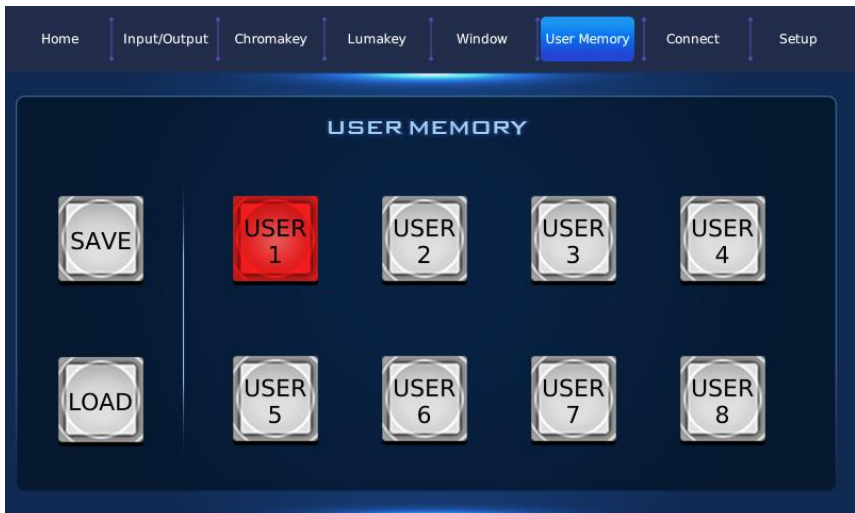 Home Input/Output Chromakey Lumakey Window User Memory Connect Setup
USER MEMORY
SAVE
USER
1
USER
2
USER
3
USER
4
LOAD
USER
5
USER
6
USER
7
USER
8